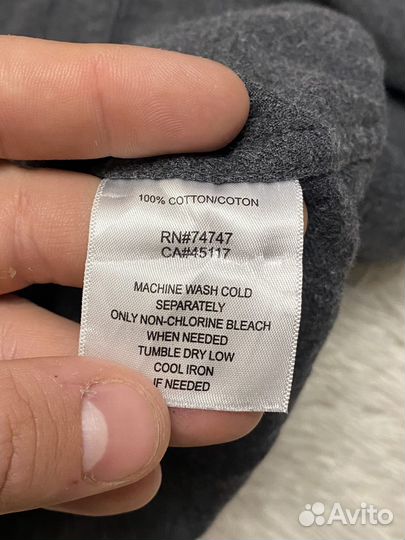 100% COTTON/COTON
RN#74747
CA#45117
MACHINE WASH COLD
SEPARATELY
ONLY NON-CHLORINE BLEACH
WHEN NEEDED
TUMBLE DRY LOW
COOL IRON
IF NEEDED
Avito